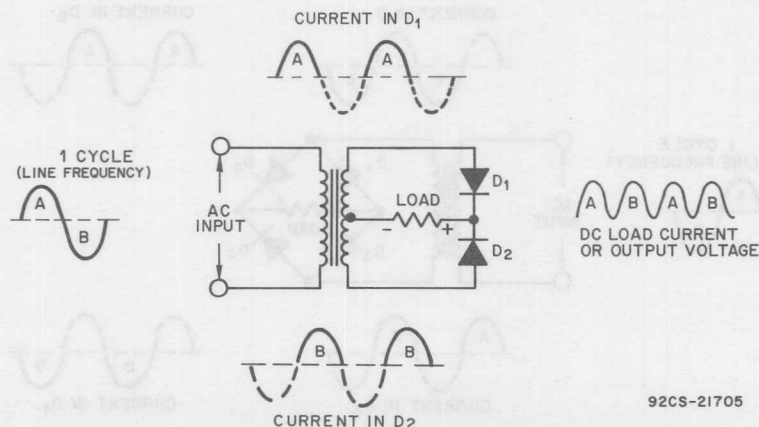 CURRENT IN D1
A
A
1 CYCLE
(LINE FREQUENCY)
A
B
AC
INPUT
LOAD
- +
D1
D2
A B A B
DC LOAD CURRENT
OR OUTPUT VOLTAGE
B
B
CURRENT IN D2
92CS-21705